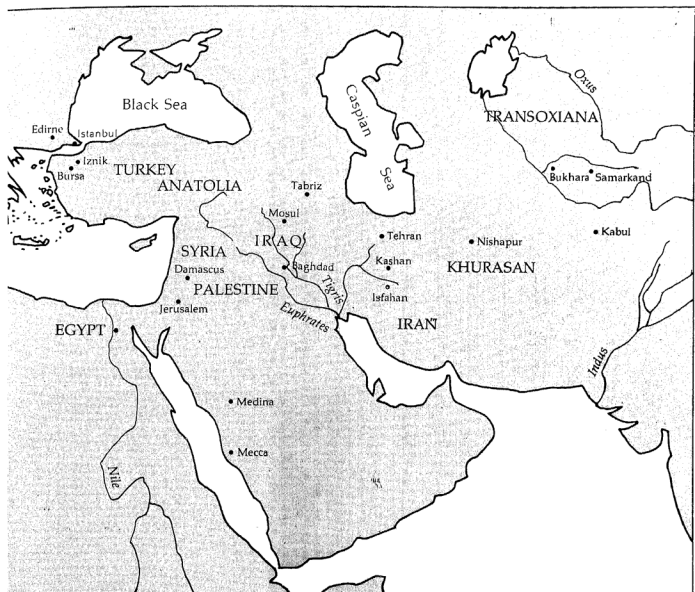 Black Sea
Caspian
Sea
Oxus
TRANSOXIANA
Edirne
Istanbul
Iznik
Bursa
TURKEY
ANATOLIA
Tabriz
Bukhara
Samarkand
Mosul
Tehran
Nishapur
Kabul
IRAQ
SYRIA
Baghdad
Kashan
KHURASAN
Damascus
PALESTINE
Tigris
Isfahan
Jerusalem
Euphrates
IRAN
EGYPT
Indus
Medina
Mecca
Nile